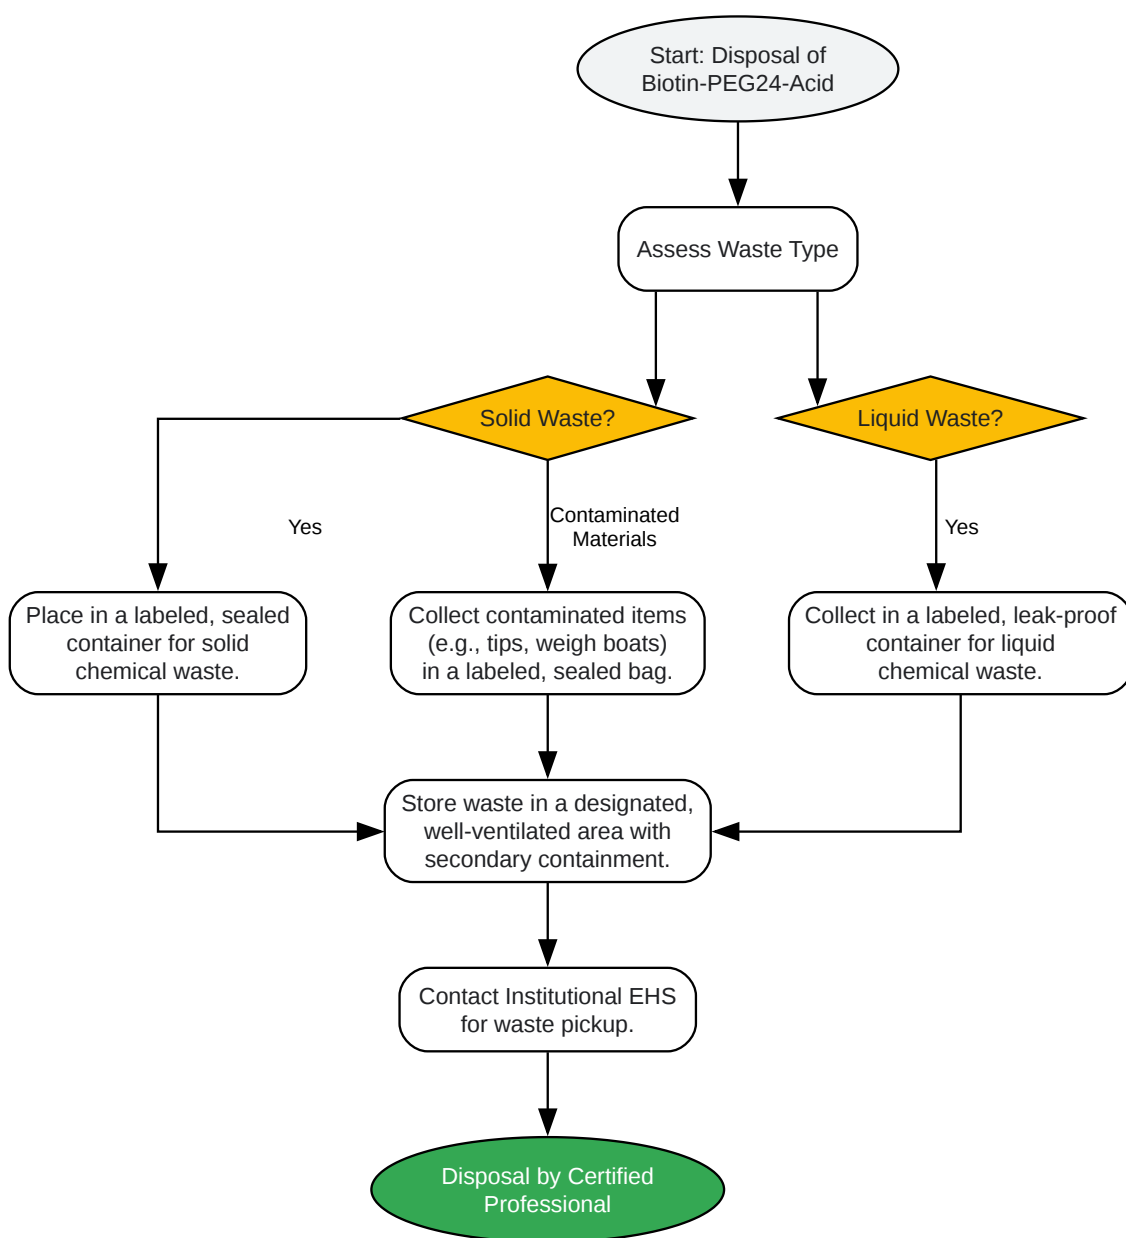 Start: Disposal of
Biotin-PEG24-Acid
Assess Waste Type
Solid Waste?
Liquid Waste?
Yes
Contaminated
Materials
Yes
Place in a labeled, sealed
container for solid
chemical waste.
Collect contaminated items
(e.g., tips, weigh boats)
in a labeled, sealed bag.
Collect in a labeled, leak-proof
container for liquid
chemical waste.
Store waste in a designated,
well-ventilated area with
secondary containment.
Contact Institutional EHS
for waste pickup.
Disposal by Certified
Professional